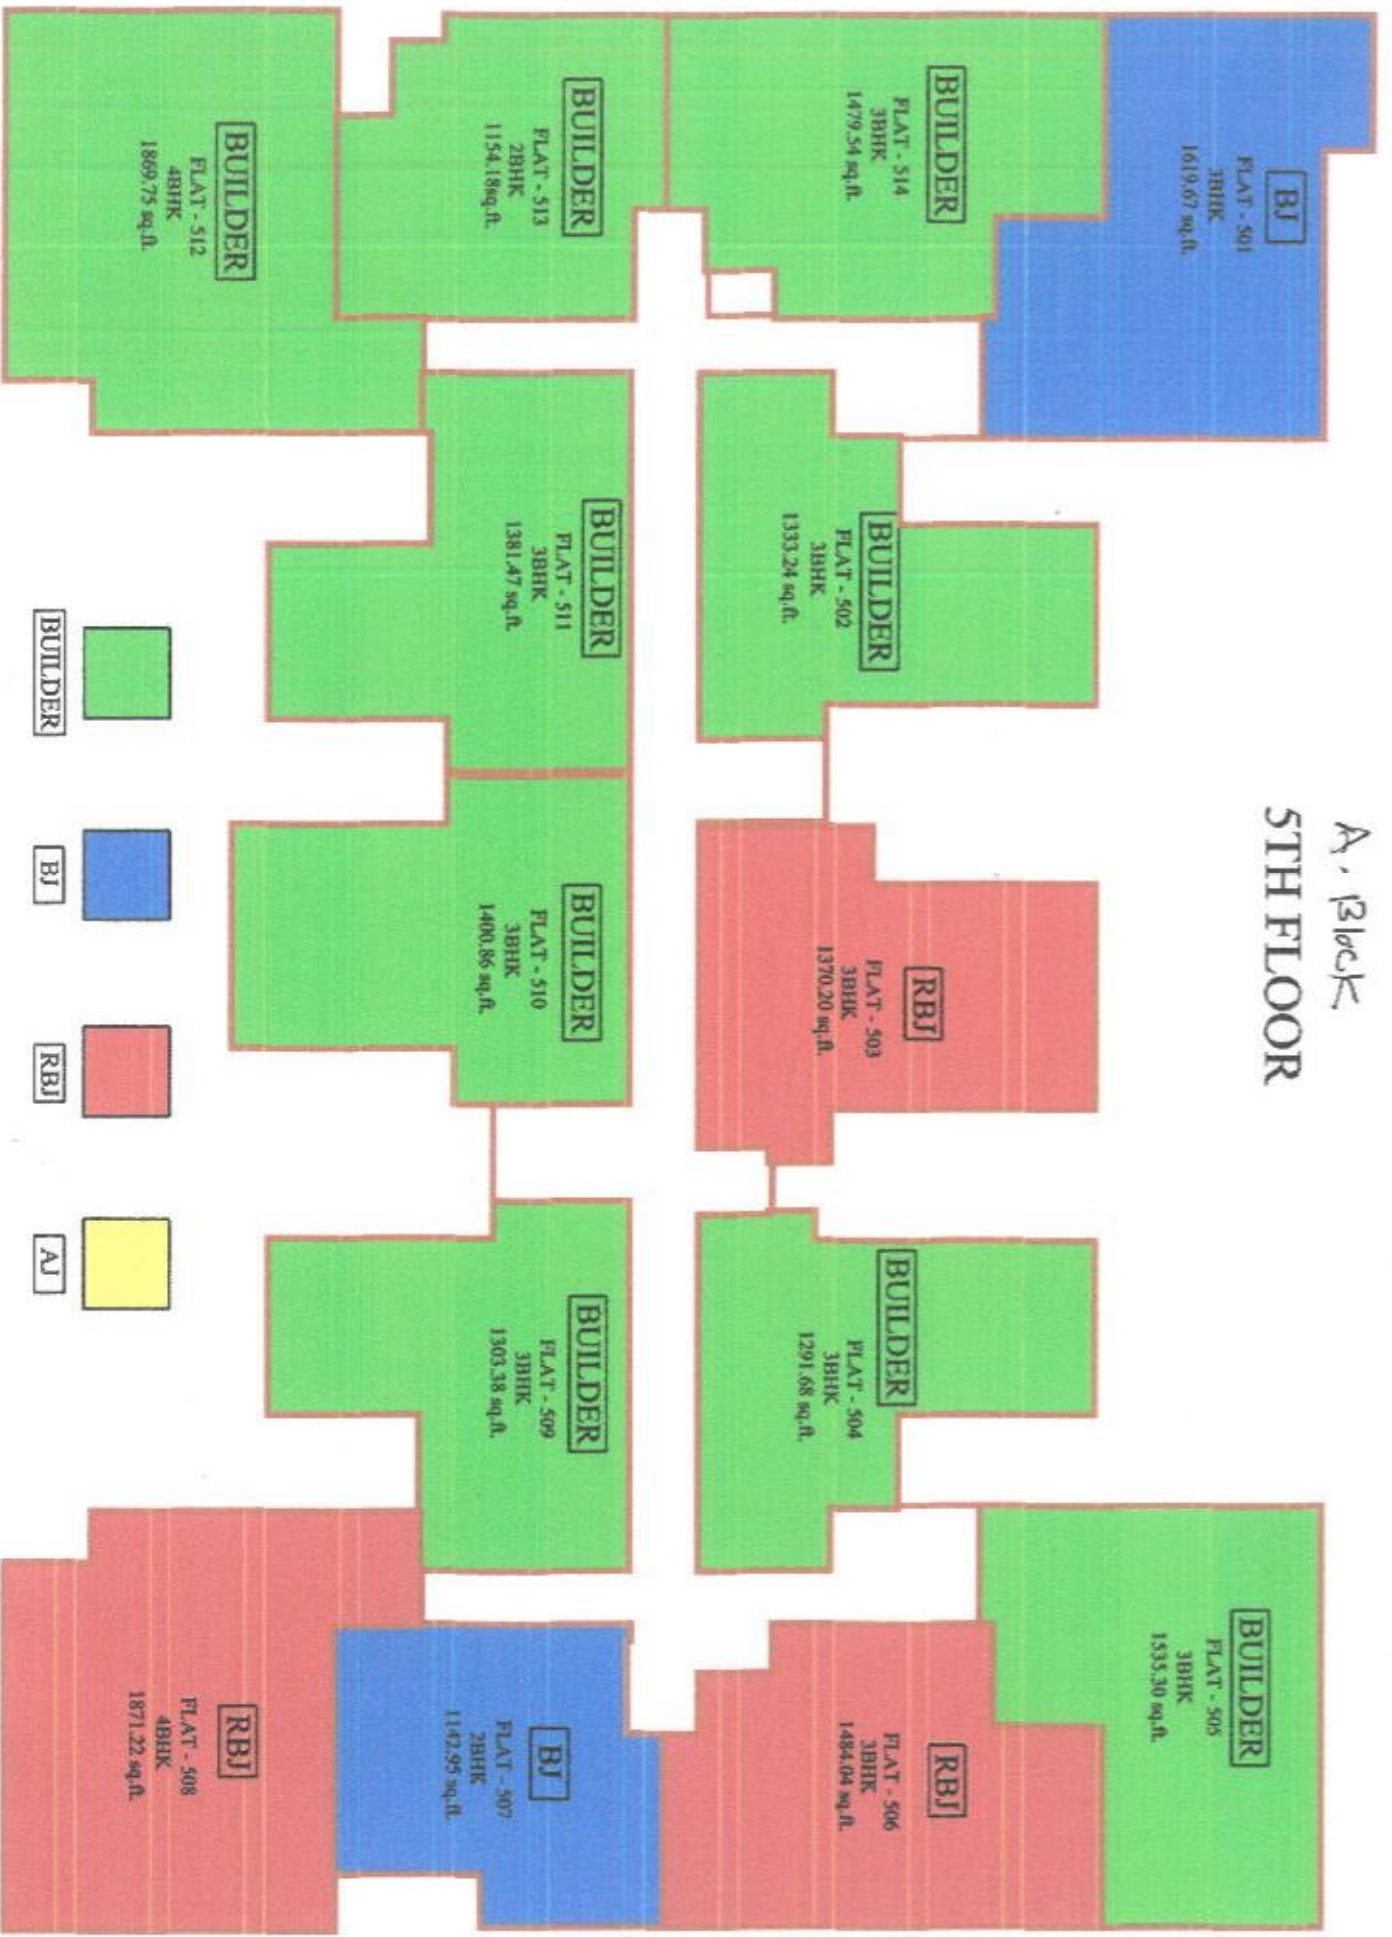 A. Block
5TH FLOOR
BJ
FLAT - 501
3BHK
1619.67 sq.ft.
BUILDER
FLAT - 502
3BHK
1333.24 sq.ft.
RBJ
FLAT - 503
3BHK
1370.20 sq.ft.
BUILDER
FLAT - 504
3BHK
1291.68 sq.ft.
BUILDER
FLAT - 505
3BHK
1535.30 sq.ft.
BUILDER
FLAT - 514
3BHK
1479.54 sq.ft.
RBJ
FLAT - 506
3BHK
1484.04 sq.ft.
BUILDER
FLAT - 513
2BHK
1154.18sq.ft.
BUILDER
FLAT - 511
3BHK
1381.47 sq.ft.
BUILDER
FLAT - 510
3BHK
1400.86 sq.ft.
BUILDER
FLAT - 509
3BHK
1303.38 sq.ft.
BJ
FLAT - 507
2BHK
1142.95 sq.ft.
BUILDER
FLAT - 512
4BHK
1869.75 sq.ft.
RBJ
FLAT - 508
4BHK
1871.22 sq.ft.
BUILDER
BJ
RBJ
AJ